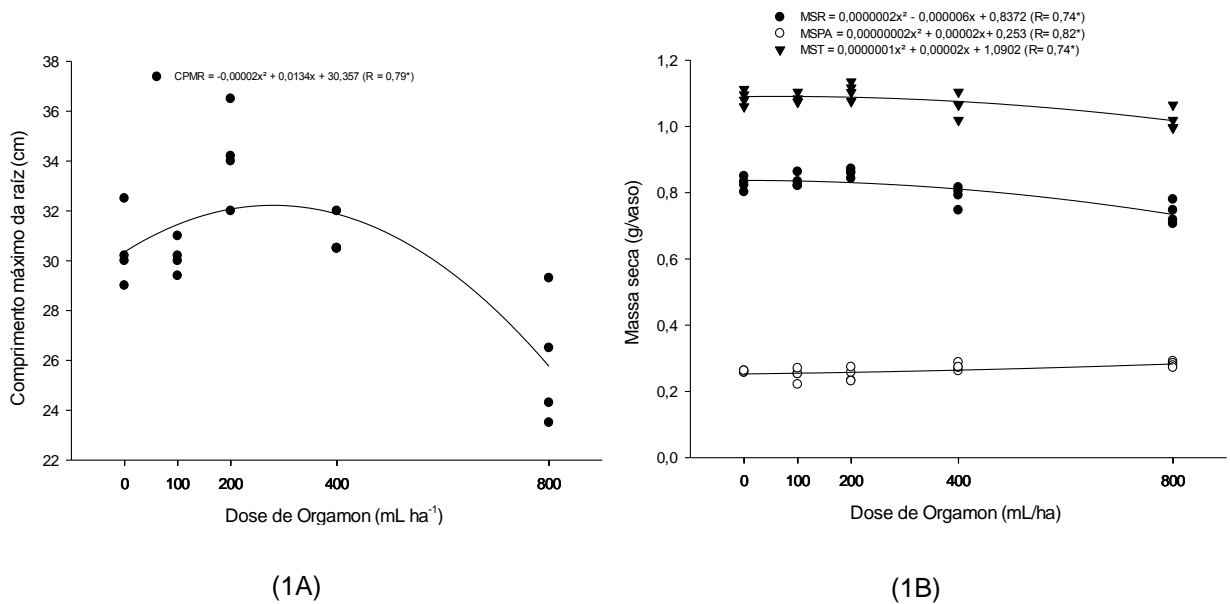 CPMR = -0,00002x² + 0,0134x + 30,357 (R = 0,79*)
Comprimento máximo da raíz (cm)
38
36
34
32
30
28
26
24
22
0 100 200 400 800
Dose de Orgamon (mL ha⁻¹)
(1A)
MSR = 0,0000002x² - 0,000006x + 0,8372 (R= 0,74*)
MSPA = 0,00000002x² + 0,00002x+ 0,253 (R= 0,82*)
MST = 0,0000001x² + 0,00002x + 1,0902 (R= 0,74*)
Massa seca (g/vaso)
1,2
1,0
0,8
0,6
0,4
0,2
0,0
0 100 200 400 800
Dose de Orgamon (mL/ha)
(1B)